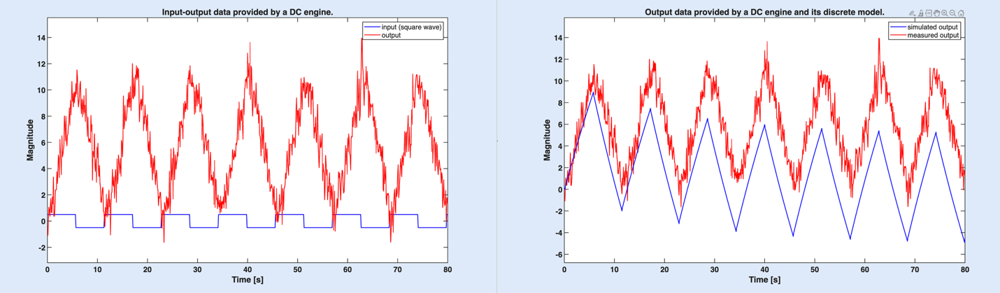 Input-output data provided by a DC engine.
input (square wave)
output
14
12
10
8
6
4
2
0
-2
Magnitude
0 10 20 30 40 50 60 70 80
Time [s]
Output data provided by a DC engine and its discrete model.
simulated output
measured output
14
12
10
8
6
4
2
0
-2
-4
-6
Magnitude
0 10 20 30 40 50 60 70 80
Time [s]